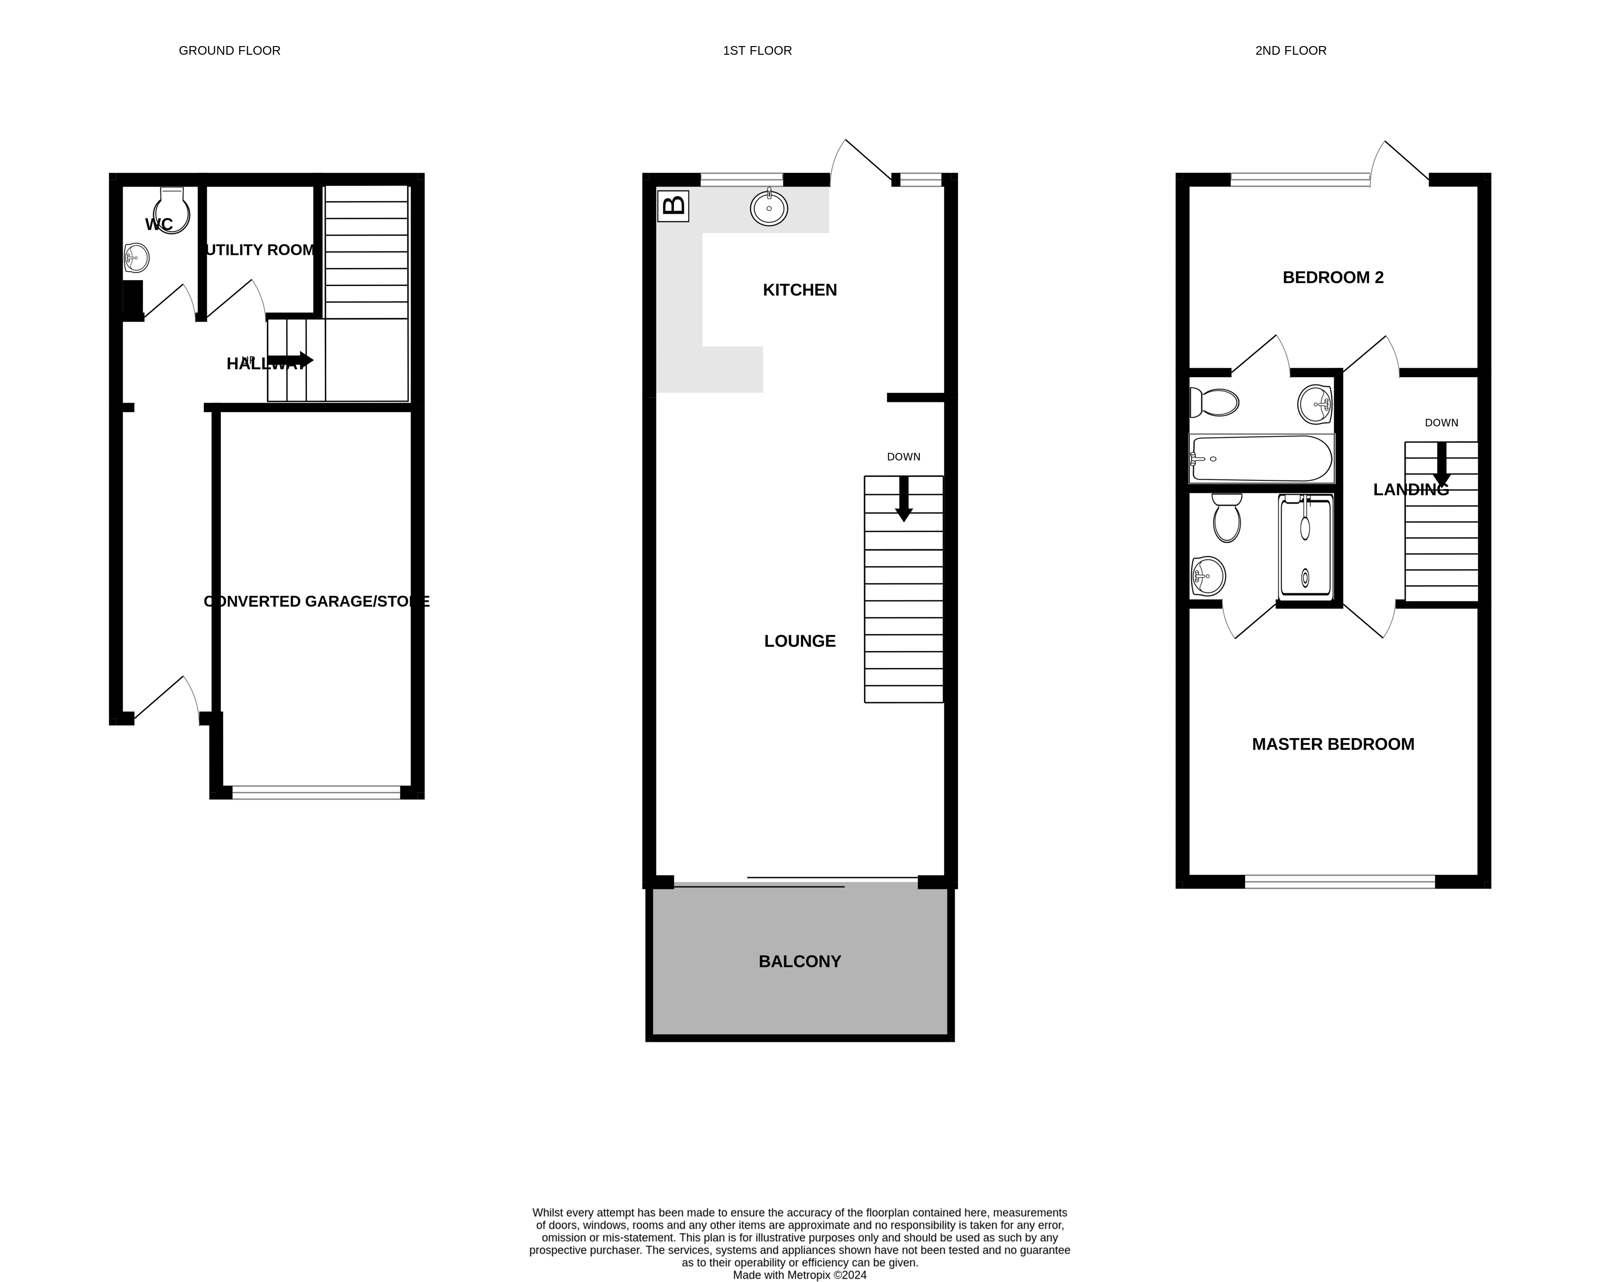 GROUND FLOOR
1ST FLOOR
2ND FLOOR
WC
UTILITY ROOM
UP
HALLWAY
CONVERTED GARAGE/STORE
B
KITCHEN
DOWN
LOUNGE
BALCONY
BEDROOM 2
DOWN
LANDING
MASTER BEDROOM
Whilst every attempt has been made to ensure the accuracy of the floorplan contained here, measurements
of doors, windows, rooms and any other items are approximate and no responsibility is taken for any error,
omission or mis-statement. This plan is for illustrative purposes only and should be used as such by any
prospective purchaser. The services, systems and appliances shown have not been tested and no guarantee
as to their operability or efficiency can be given.
Made with Metropix ©2024